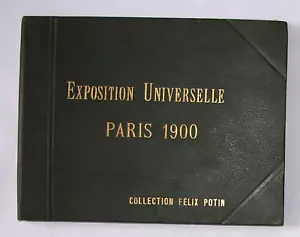 EXPOSITION UNIVERSELLE
PARIS 1900
COLLECTION FELIX POTIN